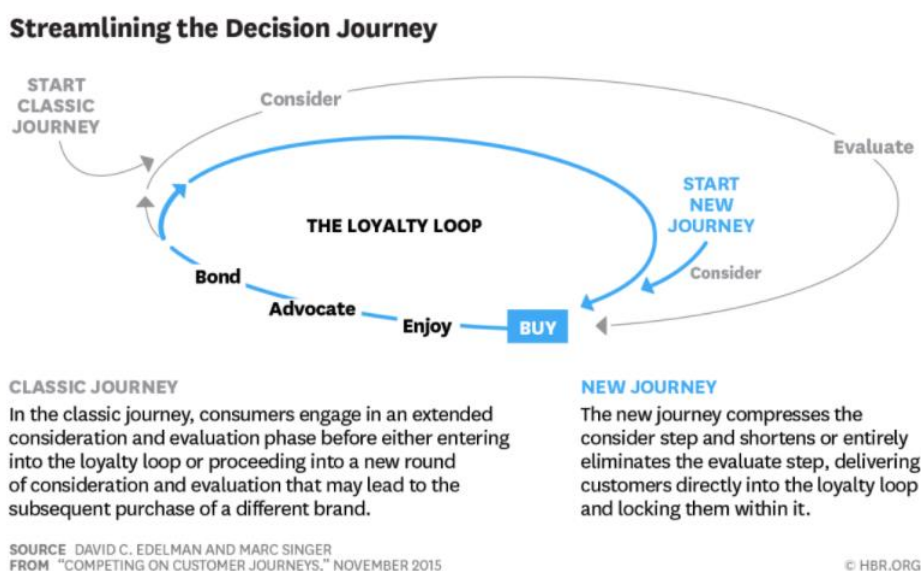 Streamlining the Decision Journey
START
CLASSIC
JOURNEY
Consider
Evaluate
START
NEW
JOURNEY
Consider
THE LOYALTY LOOP
Bond
Advocate
Enjoy
BUY
CLASSIC JOURNEY
In the classic journey, consumers engage in an extended
consideration and evaluation phase before either entering
into the loyalty loop or proceeding into a new round
of consideration and evaluation that may lead to the
subsequent purchase of a different brand.
NEW JOURNEY
The new journey compresses the
consider step and shortens or entirely
eliminates the evaluate step, delivering
customers directly into the loyalty loop
and locking them within it.
SOURCE DAVID C. EDELMAN AND MARC SINGER
FROM “COMPETING ON CUSTOMER JOURNEYS,” NOVEMBER 2015
© HBR.ORG